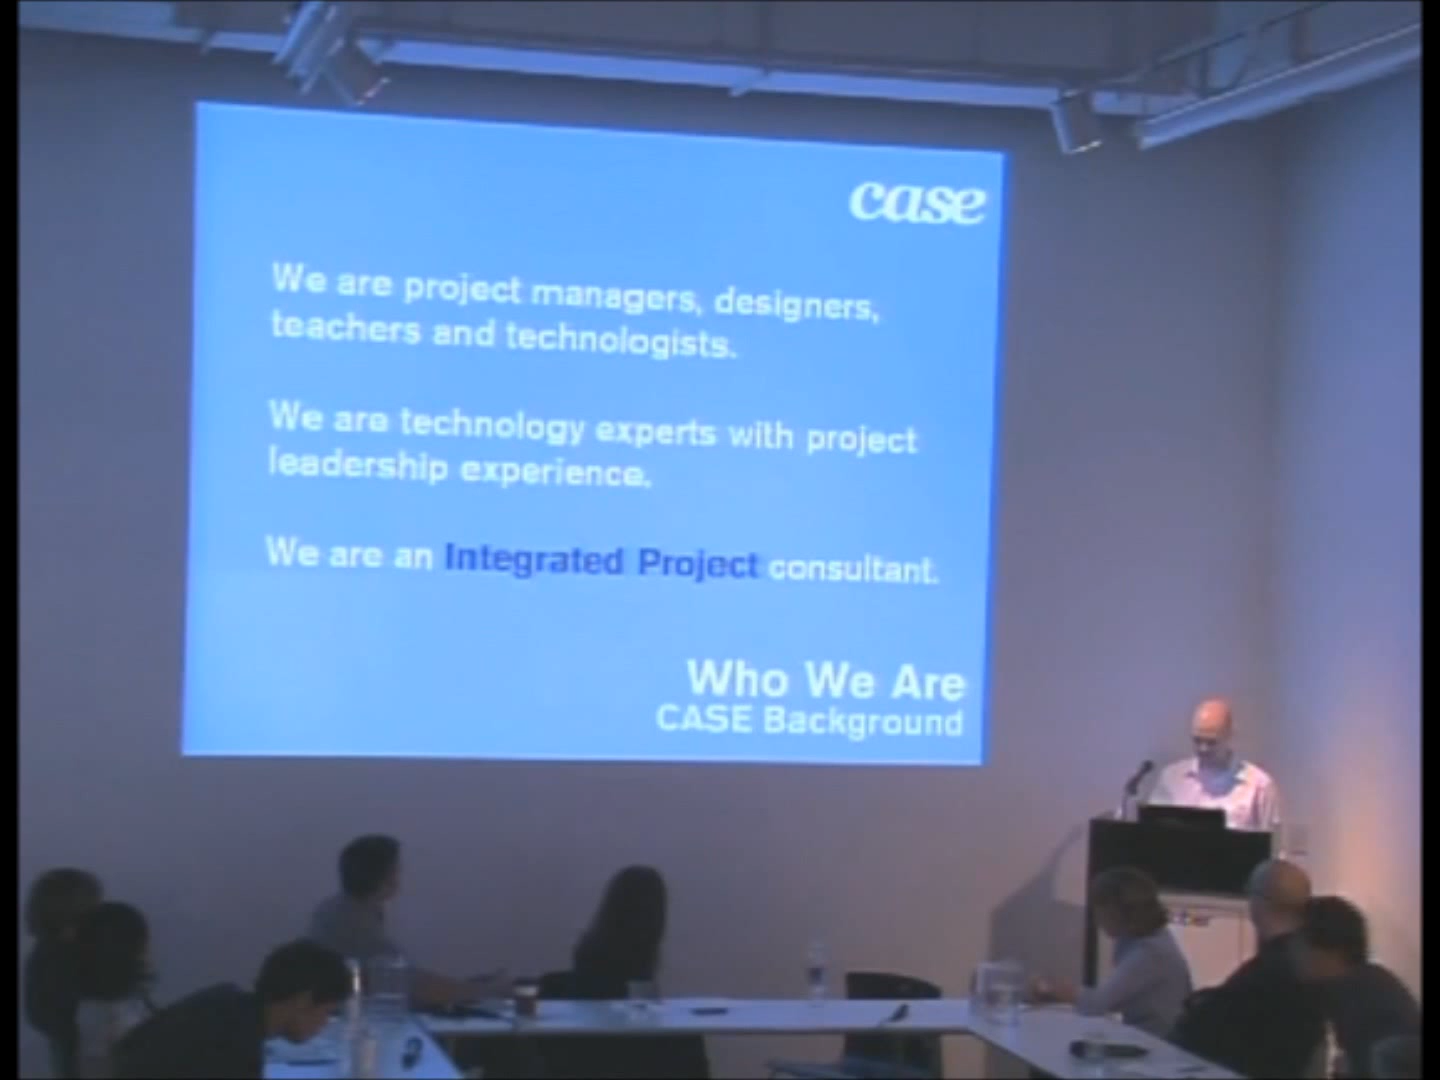 case
We are project managers, designers,
teachers and technologists.
We are technology experts with project
leadership experience.
We are an Integrated Project consultant.
Who We Are
CASE Background